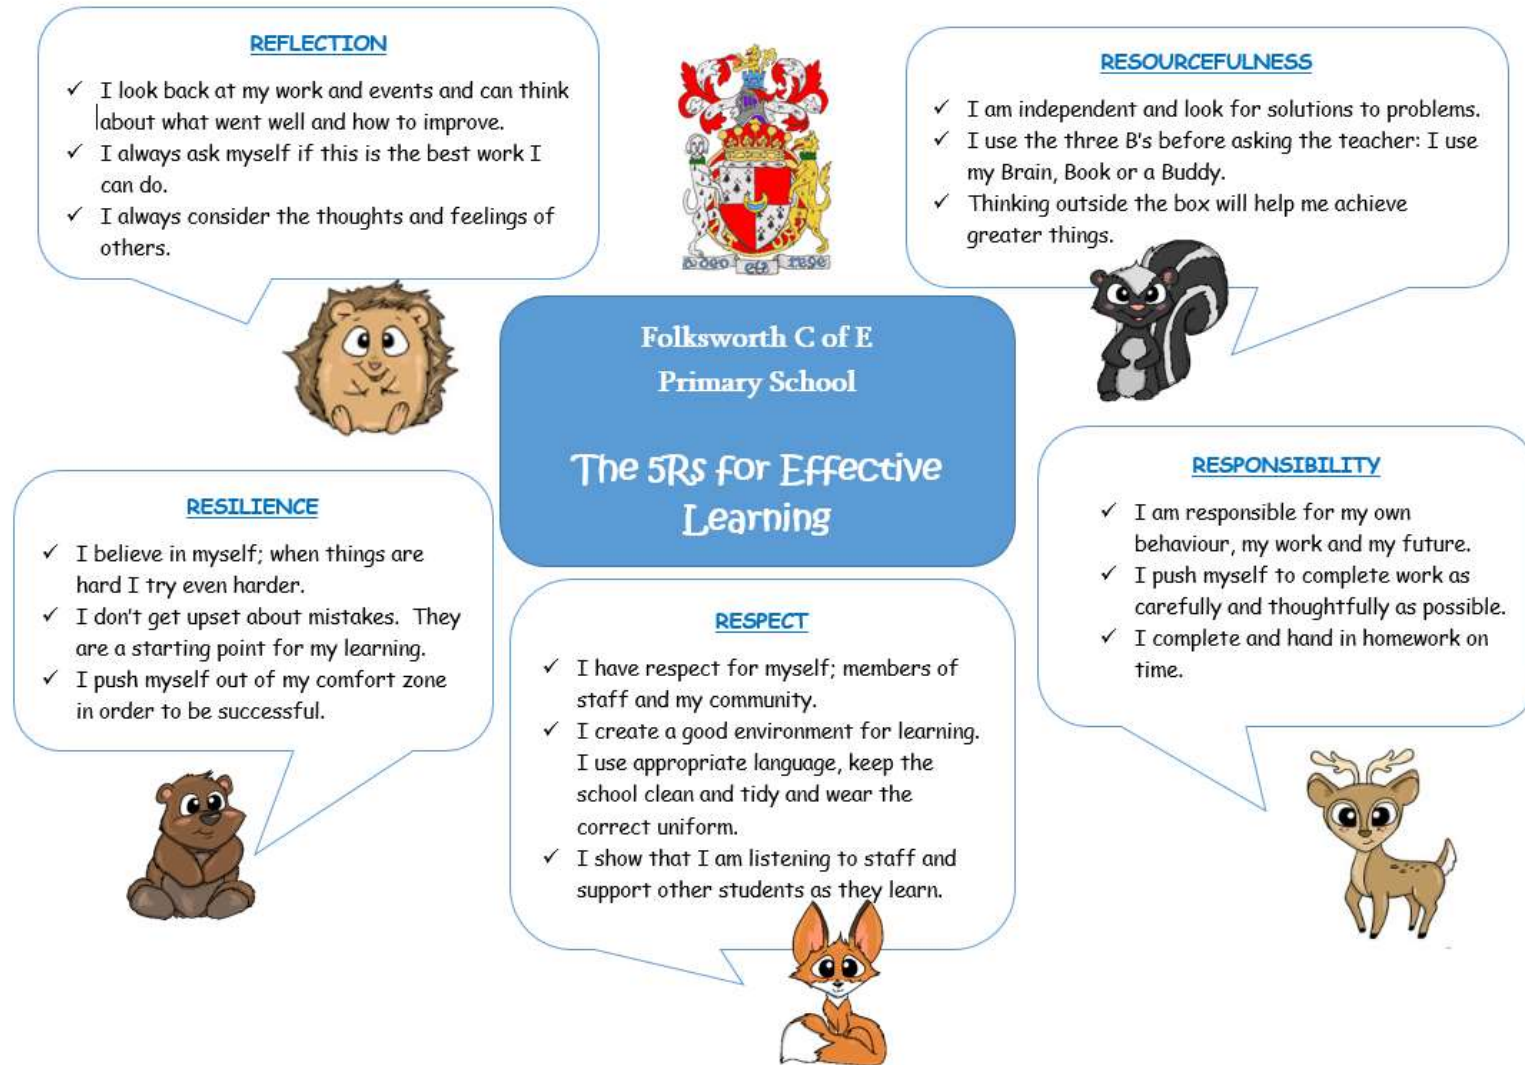 REFLECTION
✓ I look back at my work and events and can think
about what went well and how to improve.
✓ I always ask myself if this is the best work I
can do.
✓ I always consider the thoughts and feelings of
others.
a deo et rege
RESOURCEFULNESS
✓ I am independent and look for solutions to problems.
✓ I use the three B's before asking the teacher: I use
my Brain, Book or a Buddy.
✓ Thinking outside the box will help me achieve
greater things.
Folksworth C of E
Primary School
The 5Rs for Effective
Learning
RESILIENCE
✓ I believe in myself; when things are
hard I try even harder.
✓ I don't get upset about mistakes.  They
are a starting point for my learning.
✓ I push myself out of my comfort zone
in order to be successful.
RESPECT
✓ I have respect for myself; members of
staff and my community.
✓ I create a good environment for learning.
I use appropriate language, keep the
school clean and tidy and wear the
correct uniform.
✓ I show that I am listening to staff and
support other students as they learn.
RESPONSIBILITY
✓ I am responsible for my own
behaviour, my work and my future.
✓ I push myself to complete work as
carefully and thoughtfully as possible.
✓ I complete and hand in homework on
time.